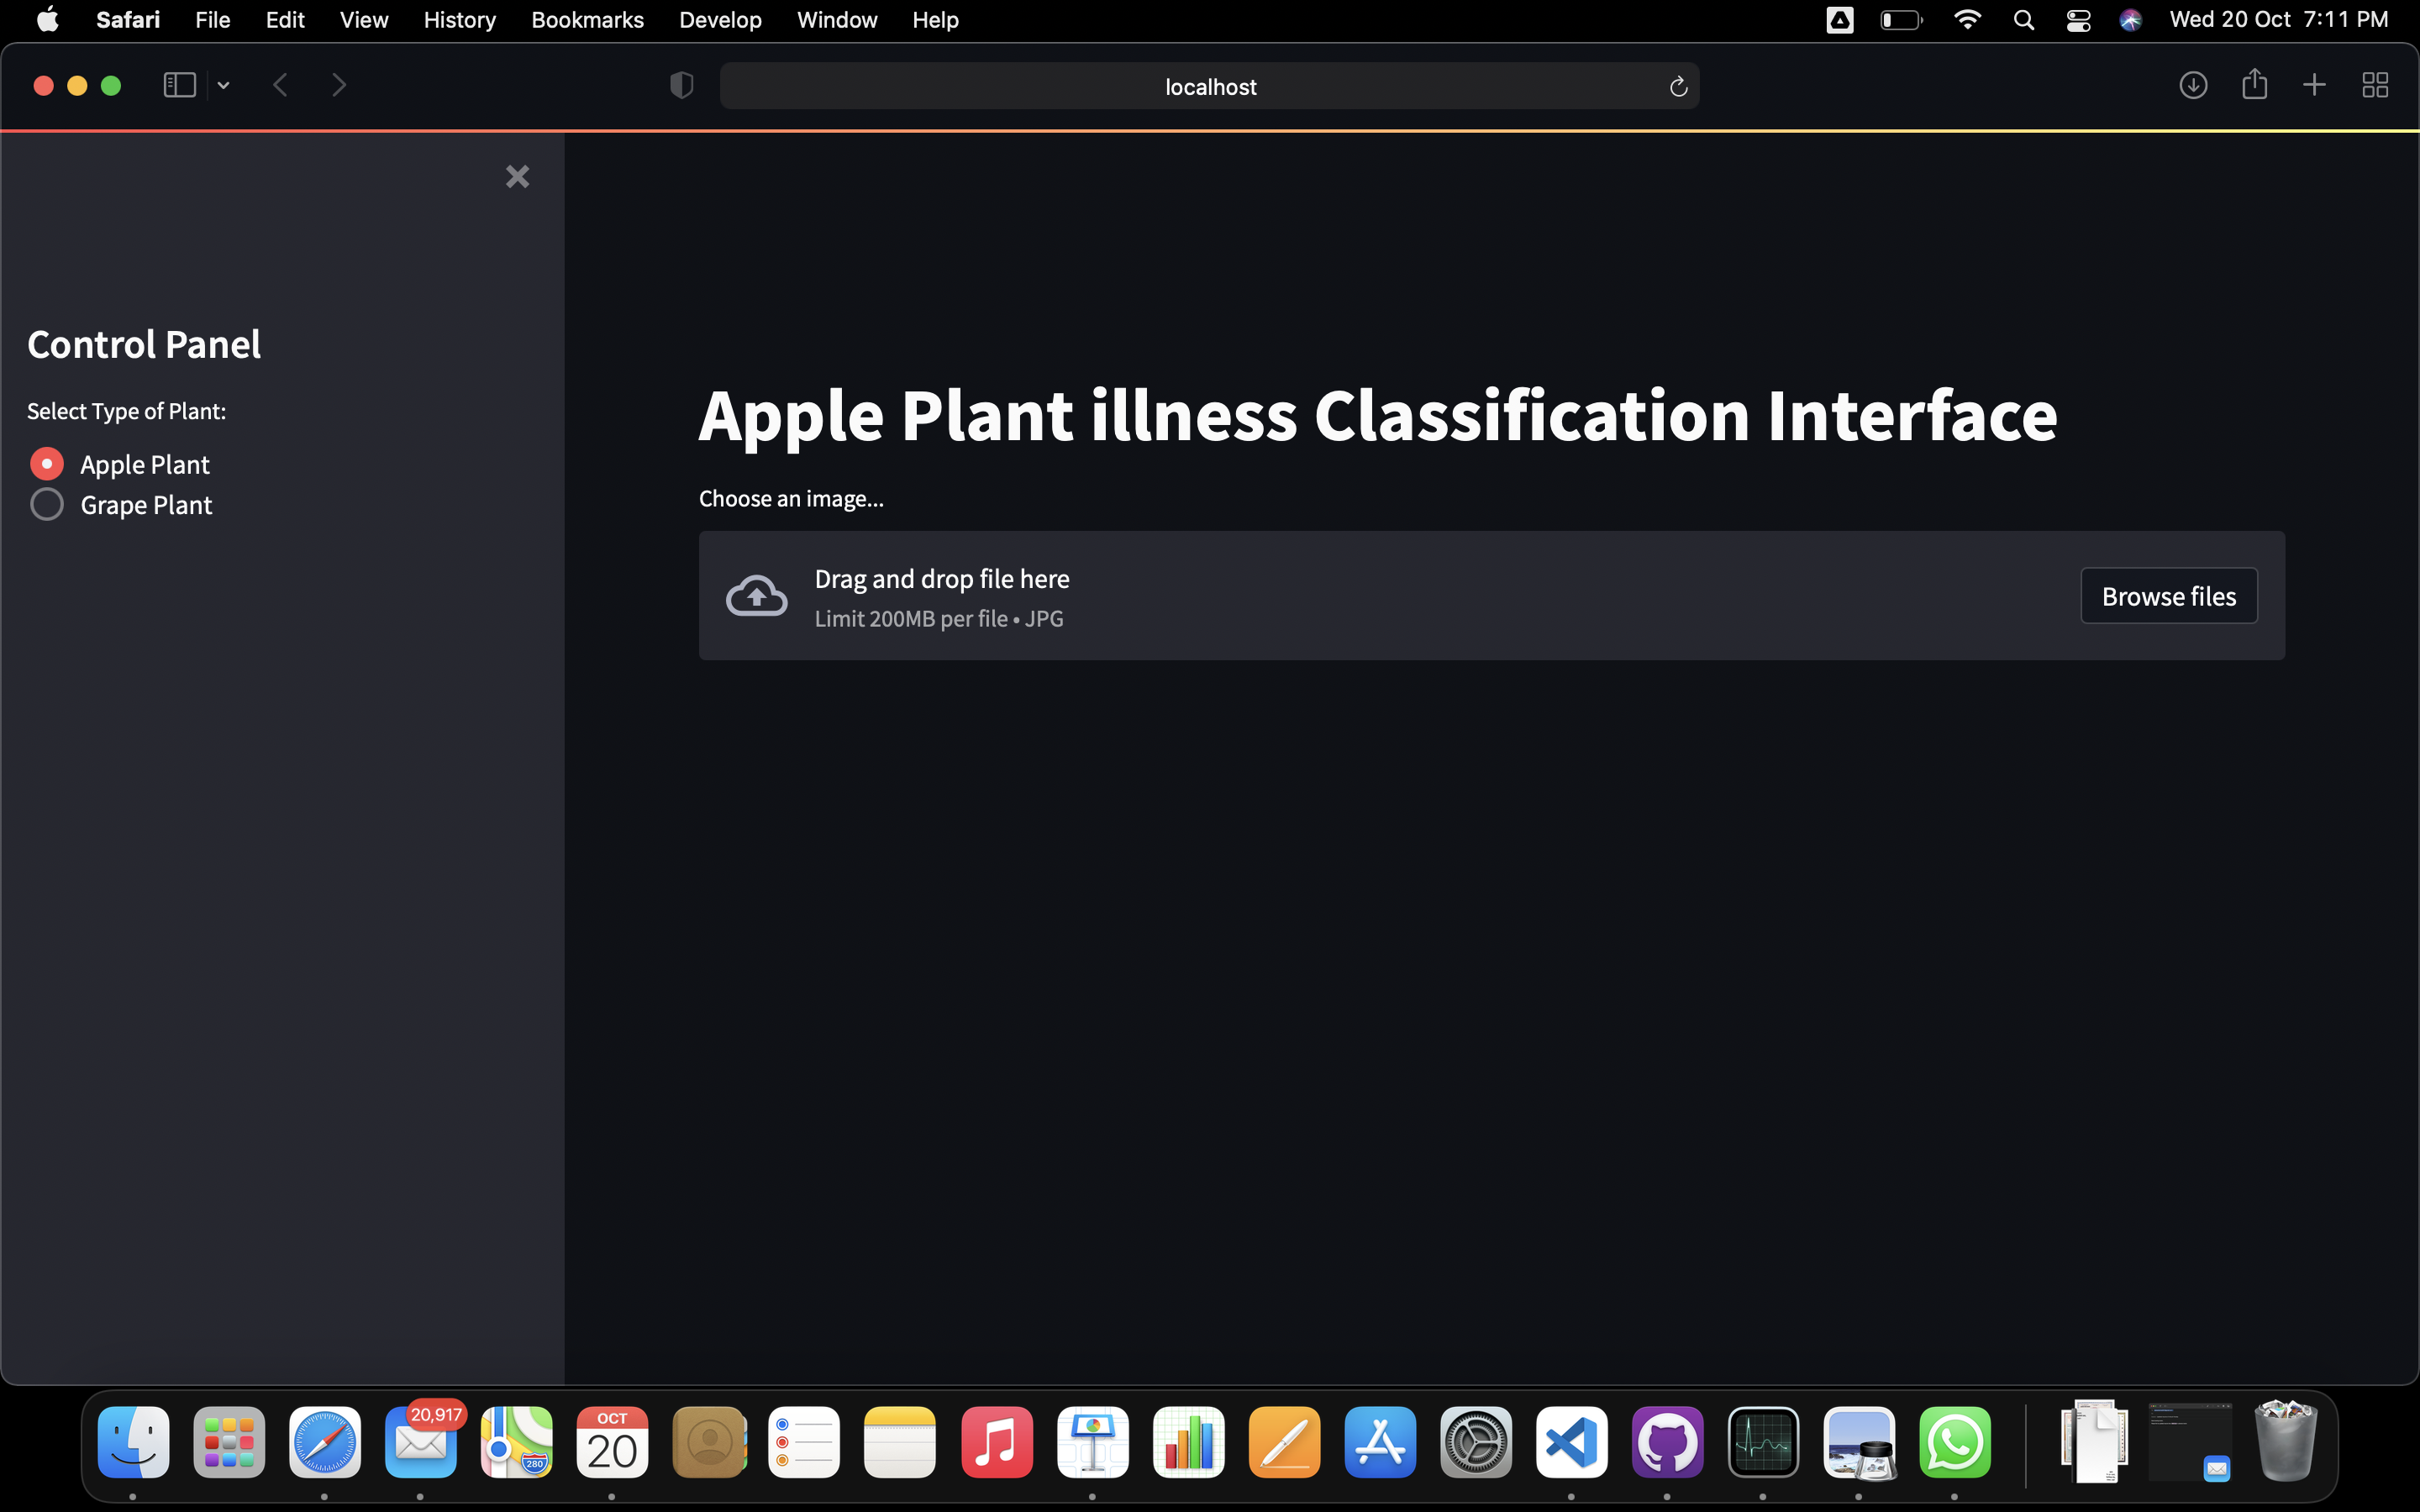 Safari File Edit View History Bookmarks Develop Window Help Wed 20 Oct 7:11 PM
localhost
Control Panel
Select Type of Plant:
Apple Plant
Grape Plant
Apple Plant illness Classification Interface
Choose an image...
Drag and drop file here
Limit 200MB per file • JPG
Browse files
20,917
280
OCT
20